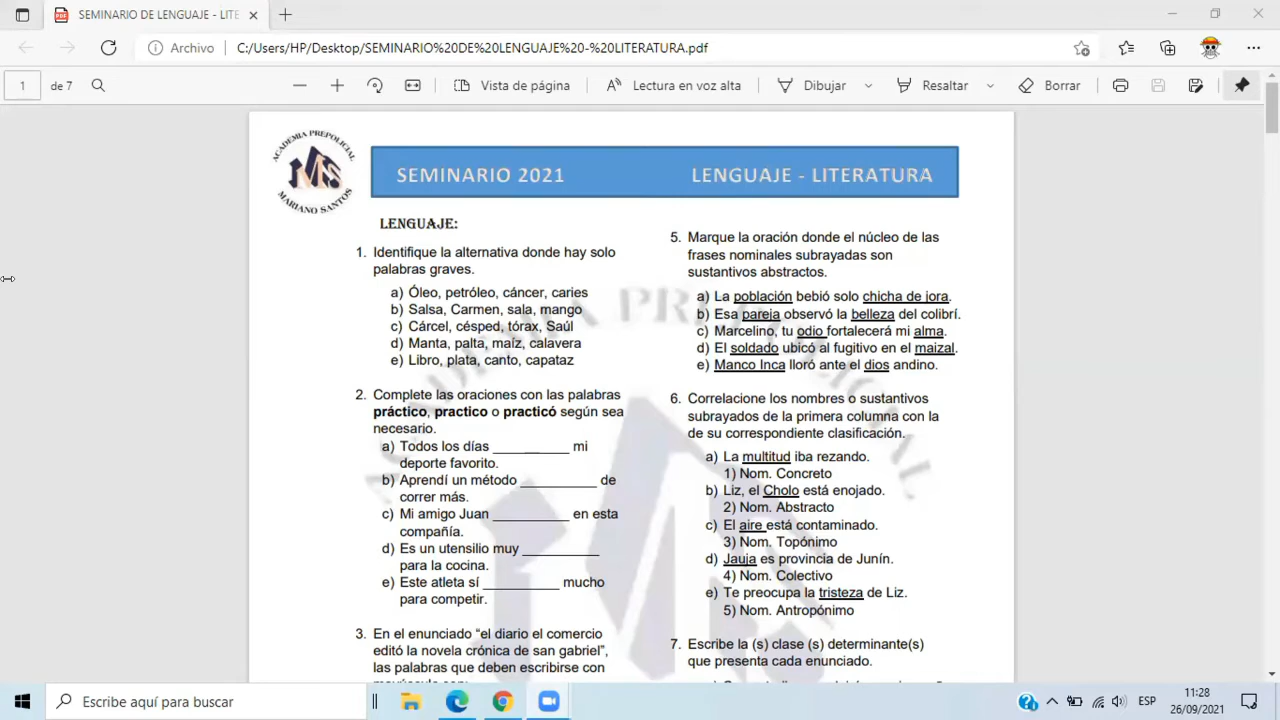 SEMINARIO DE LENGUAJE - LITE
Archivo
C:/Users/HP/Desktop/SEMINARIO%20DE%20LENGUAJE%20-%20LITERATURA.pdf
1 de 7
Vista de página
Lectura en voz alta
Dibujar
Resaltar
Borrar
ACADEMIA PREPOLICIAL
MARIANO SANTOS
SEMINARIO 2021 LENGUAJE - LITERATURA
LENGUAJE:
1. Identifique la alternativa donde hay solo
palabras graves.
a) Óleo, petróleo, cáncer, caries
b) Salsa, Carmen, sala, mango
c) Cárcel, césped, tórax, Saúl
d) Manta, palta, maíz, calavera
e) Libro, plata, canto, capataz
2. Complete las oraciones con las palabras
práctico, practico o practicó según sea
necesario.
a) Todos los días __________ mi
deporte favorito.
b) Aprendí un método __________ de
correr más.
c) Mi amigo Juan __________ en esta
compañía.
d) Es un utensilio muy __________
para la cocina.
e) Este atleta sí __________ mucho
para competir.
3. En el enunciado “el diario el comercio
editó la novela crónica de san gabriel”,
las palabras que deben escribirse con
5. Marque la oración donde el núcleo de las
frases nominales subrayadas son
sustantivos abstractos.
a) La población bebió solo chicha de jora.
b) Esa pareja observó la belleza del colibrí.
c) Marcelino, tu odio fortalecerá mi alma.
d) El soldado ubicó al fugitivo en el maizal.
e) Manco Inca lloró ante el dios andino.
6. Correlacione los nombres o sustantivos
subrayados de la primera columna con la
de su correspondiente clasificación.
a) La multitud iba rezando.
1) Nom. Concreto
b) Liz, el Cholo está enojado.
2) Nom. Abstracto
c) El aire está contaminado.
3) Nom. Topónimo
d) Jauja es provincia de Junín.
4) Nom. Colectivo
e) Te preocupa la tristeza de Liz.
5) Nom. Antropónimo
7. Escribe la (s) clase (s) determinante(s)
que presenta cada enunciado.
Escribe aquí para buscar
ESP
11:28
26/09/2021